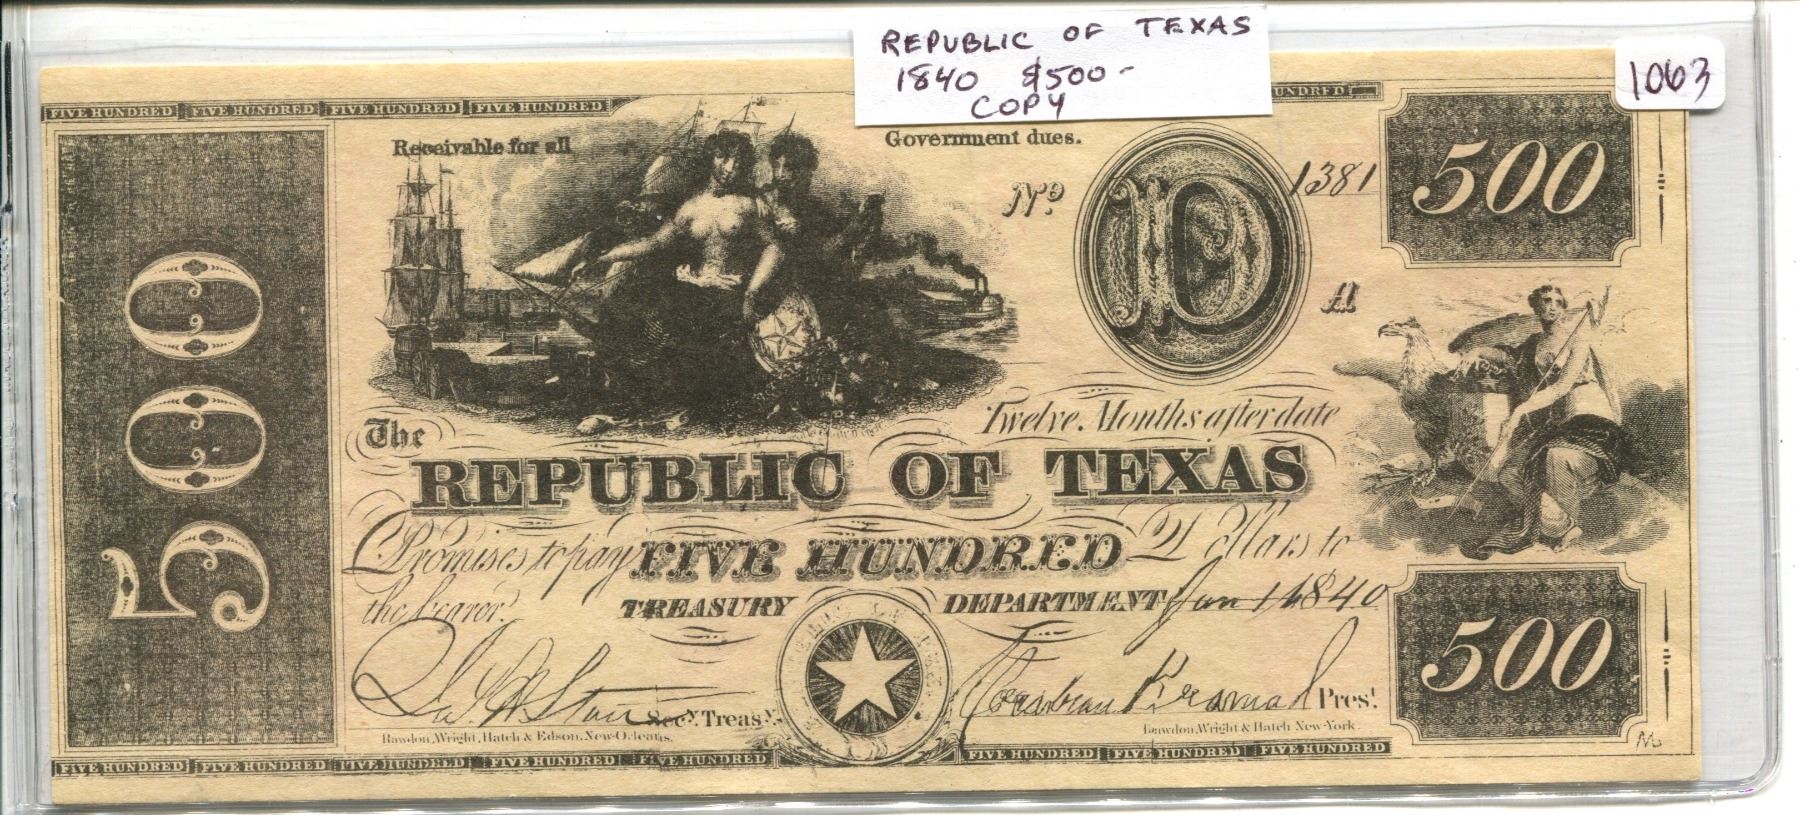 REPUBLIC OF TEXAS
1840 $500-
COPY
1063
FIVE HUNDRED FIVE HUNDRED FIVE HUNDRED FIVE HUNDRED
Receivable for all Government dues.
No 1381
500
500
A
Twelve Months after date
The
REPUBLIC OF TEXAS
Promises to pay FIVE HUNDRED Dollars to
the bearer.
TREASURY DEPARTMENT Jan 1 1840
500
Secy. Treasy.
Prest
Rawdon, Wright, Hatch & Edson, New-Orleans.
Rawdon, Wright & Hatch New-York
FIVE HUNDRED FIVE HUNDRED FIVE HUNDRED FIVE HUNDRED FIVE HUNDRED FIVE HUNDRED FIVE HUNDRED FIVE HUNDRED